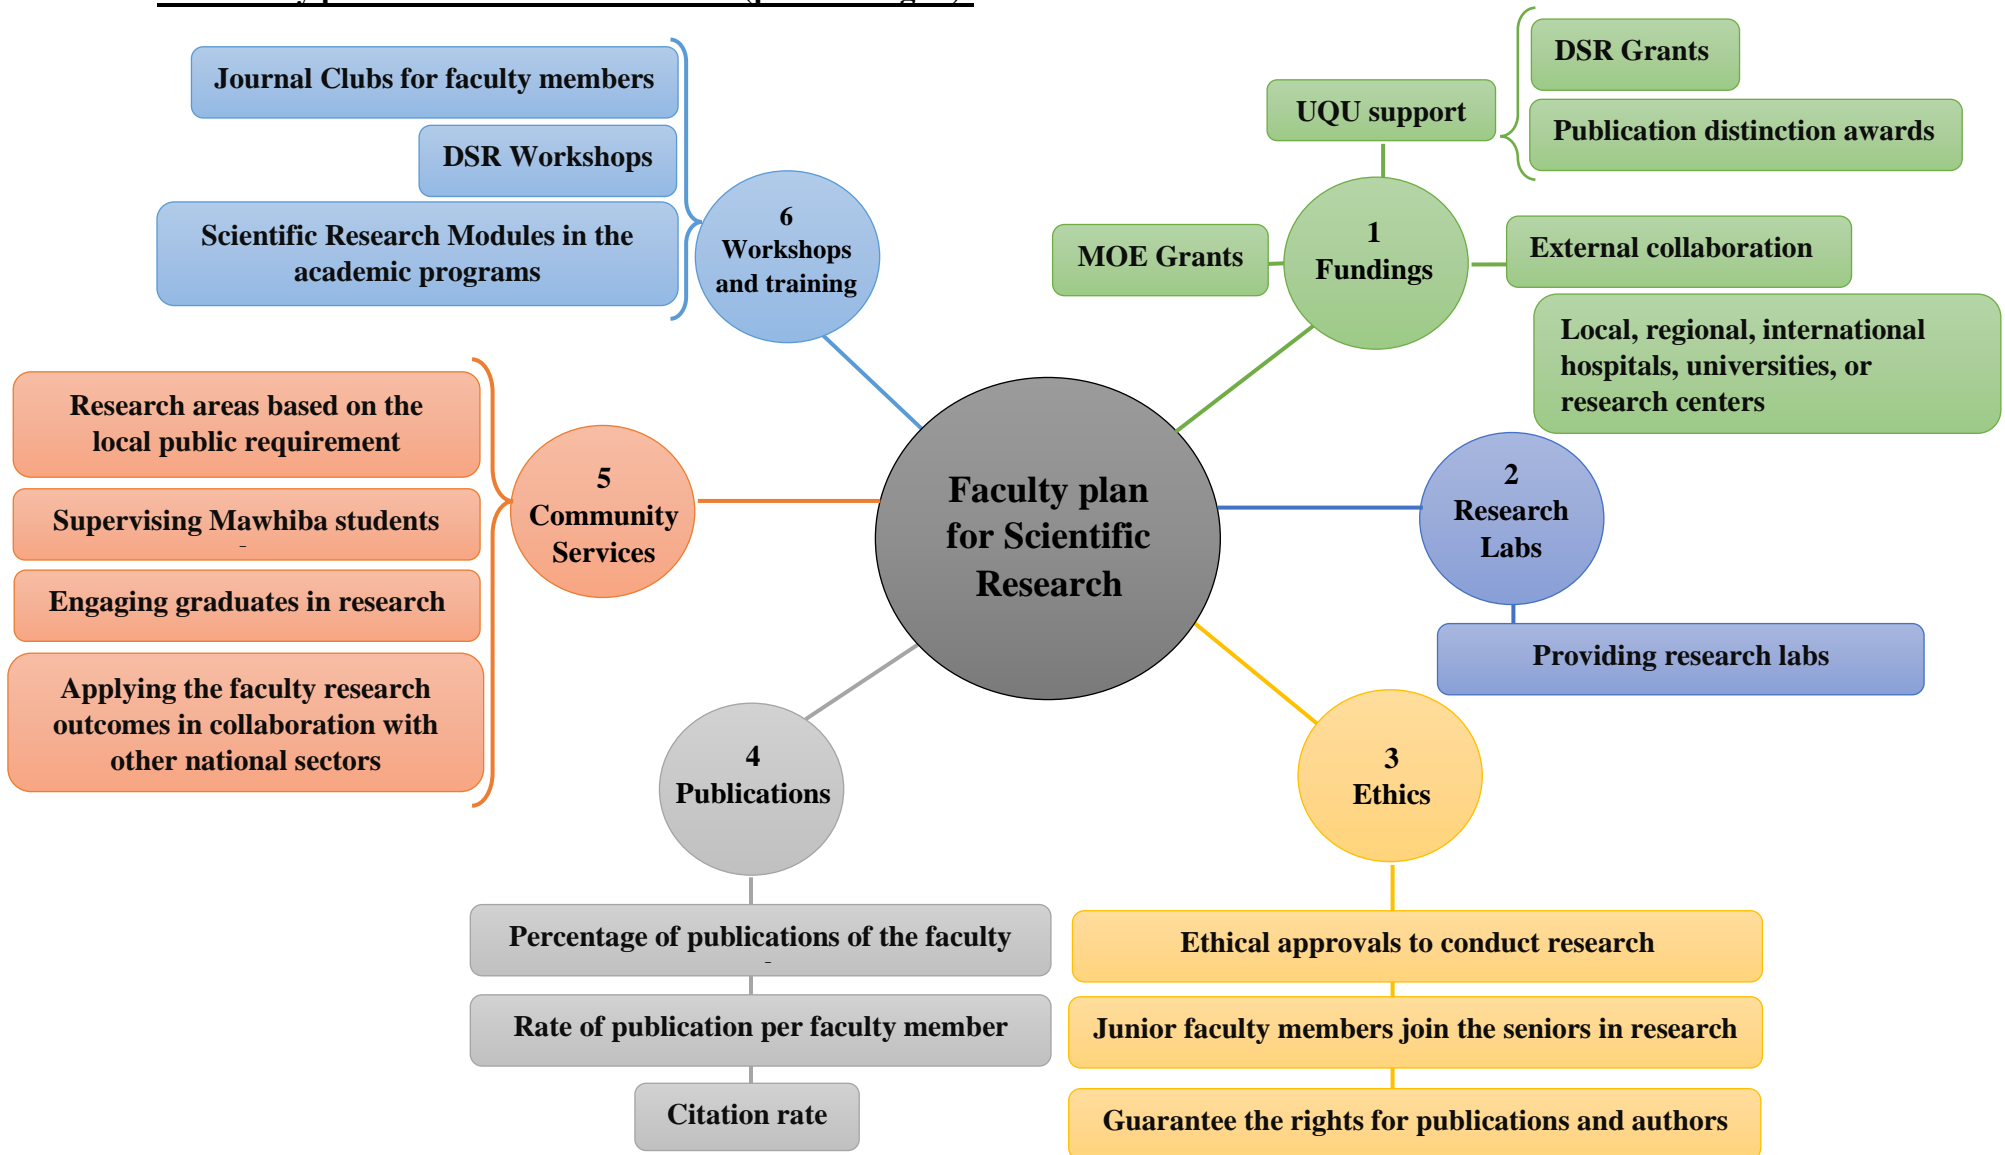 Journal Clubs for faculty members
DSR Workshops
Scientific Research Modules in the
academic programs
6
Workshops
and training
UQU support
DSR Grants
Publication distinction awards
MOE Grants
1
Fundings
External collaboration
Local, regional, international
hospitals, universities, or
research centers
Research areas based on the
local public requirement
Supervising Mawhiba students
Engaging graduates in research
Applying the faculty research
outcomes in collaboration with
other national sectors
5
Community
Services
Faculty plan
for Scientific
Research
2
Research
Labs
Providing research labs
4
Publications
Percentage of publications of the faculty
Rate of publication per faculty member
Citation rate
3
Ethics
Ethical approvals to conduct research
Junior faculty members join the seniors in research
Guarantee the rights for publications and authors